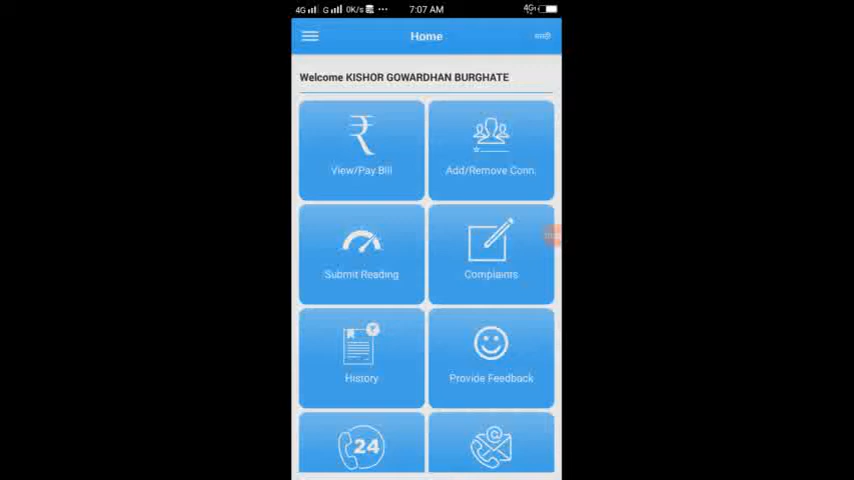 4G G 0K/s ... 7:07 AM 4G
Home
Welcome KISHOR GOWARDHAN BURGHATE
View/Pay Bill
Add/Remove Conn.
Submit Reading
Complaints
History
Provide Feedback
24
@